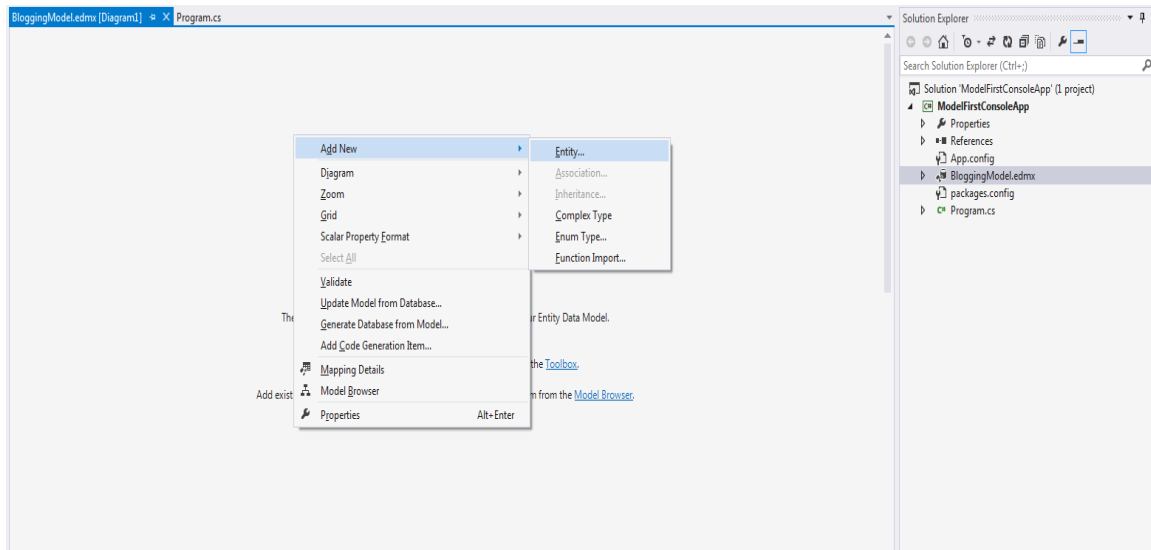 BloggingModel.edmx [Diagram1]
Program.cs
Add New
Diagram
Zoom
Grid
Scalar Property Format
Select All
Validate
Update Model from Database...
Generate Database from Model...
Add Code Generation Item...
Mapping Details
Model Browser
Properties Alt+Enter
Entity...
Association...
Inheritance...
Complex Type
Enum Type...
Function Import...
The
r Entity Data Model.
the Toolbox.
Add exist
m from the Model Browser.
Solution Explorer
Search Solution Explorer (Ctrl+;)
Solution 'ModelFirstConsoleApp' (1 project)
ModelFirstConsoleApp
Properties
References
App.config
BloggingModel.edmx
packages.config
C# Program.cs